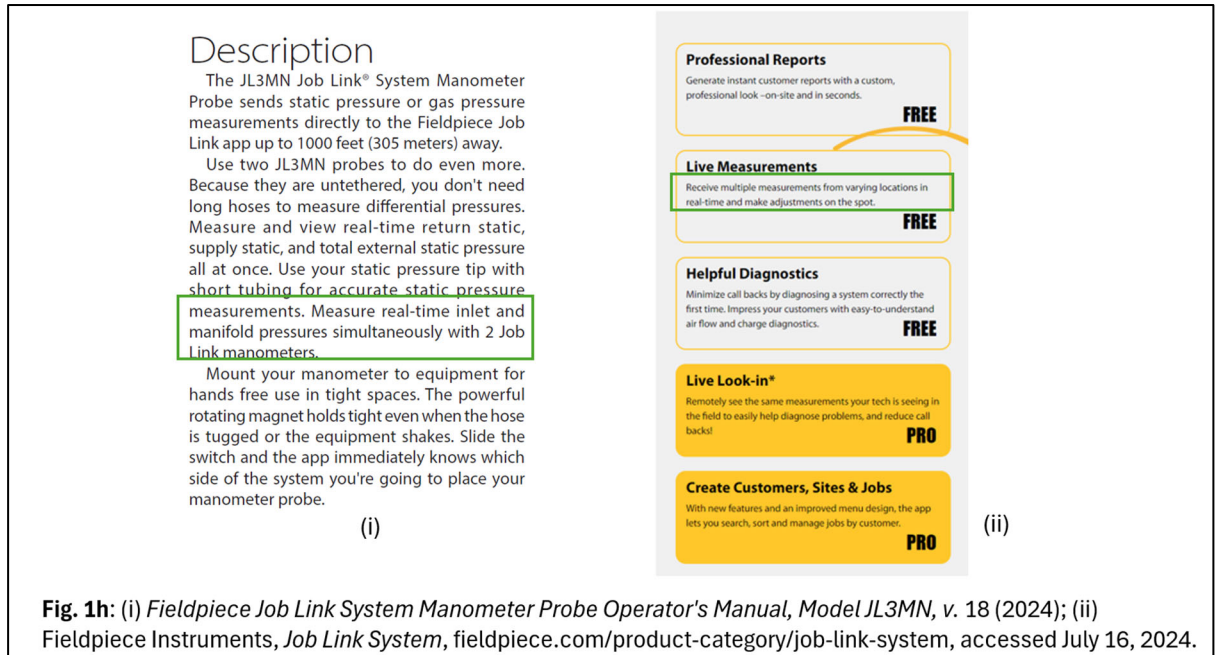 Description
The JL3MN Job Link® System Manometer
Probe sends static pressure or gas pressure
measurements directly to the Fieldpiece Job
Link app up to 1000 feet (305 meters) away.
Use two JL3MN probes to do even more.
Because they are untethered, you don't need
long hoses to measure differential pressures.
Measure and view real-time return static,
supply static, and total external static pressure
all at once. Use your static pressure tip with
short tubing for accurate static pressure
measurements. Measure real-time inlet and
manifold pressures simultaneously with 2 Job
Link manometers.
Mount your manometer to equipment for
hands free use in tight spaces. The powerful
rotating magnet holds tight even when the hose
is tugged or the equipment shakes. Slide the
switch and the app immediately knows which
side of the system you're going to place your
manometer probe.
(i)
Professional Reports
Generate instant customer reports with a custom,
professional look –on-site and in seconds.
FREE
Live Measurements
Receive multiple measurements from varying locations in
real-time and make adjustments on the spot.
FREE
Helpful Diagnostics
Minimize call backs by diagnosing a system correctly the
first time. Impress your customers with easy-to-understand
air flow and charge diagnostics.
FREE
Live Look-in*
Remotely see the same measurements your tech is seeing in
the field to easily help diagnose problems, and reduce call
backs!
PRO
Create Customers, Sites & Jobs
With new features and an improved menu design, the app
lets you search, sort and manage jobs by customer.
PRO
(ii)
Fig. 1h: (i) Fieldpiece Job Link System Manometer Probe Operator's Manual, Model JL3MN, v. 18 (2024); (ii)
Fieldpiece Instruments, Job Link System, fieldpiece.com/product-category/job-link-system, accessed July 16, 2024.